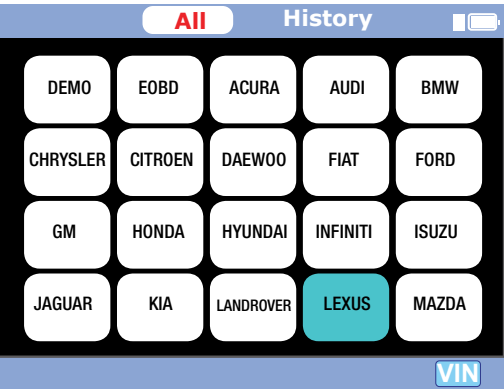 All History
DEMO EOBD ACURA AUDI BMW
CHRYSLER CITROEN DAEWOO FIAT FORD
GM HONDA HYUNDAI INFINITI ISUZU
JAGUAR KIA LANDROVER LEXUS MAZDA
VIN